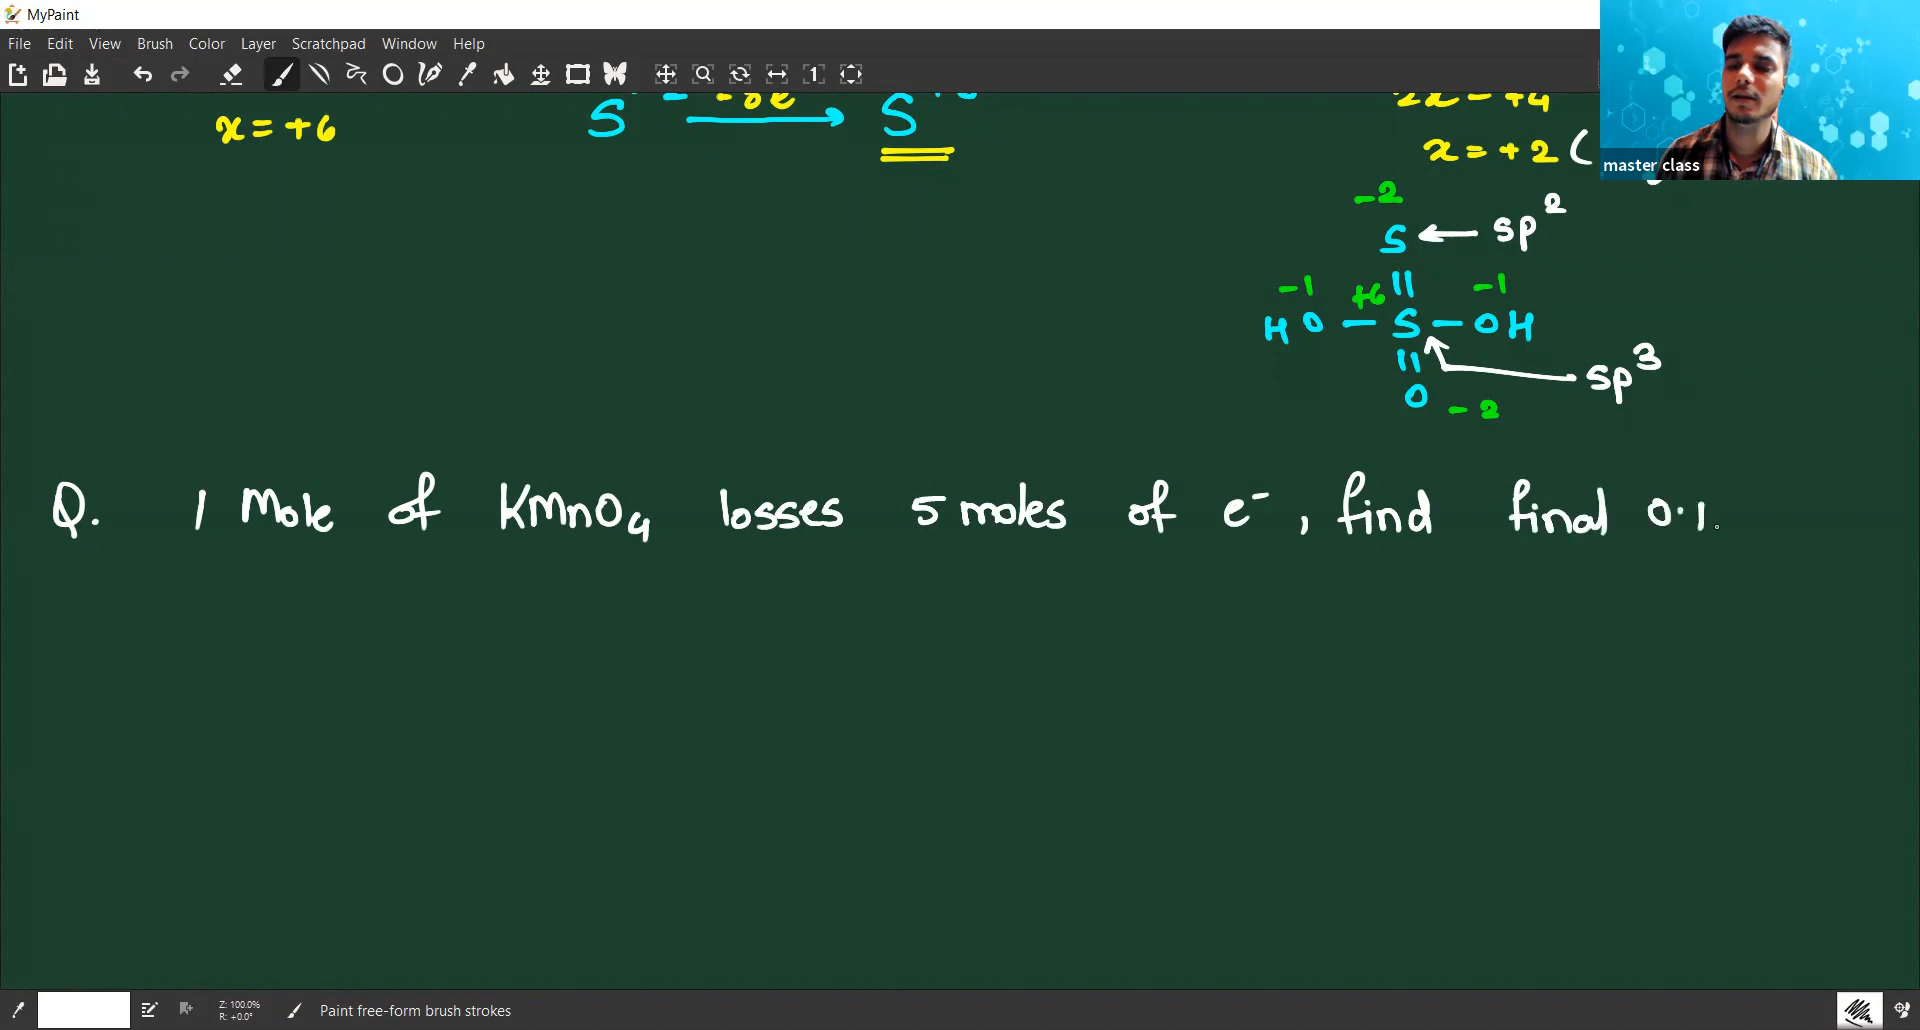 MyPaint
File Edit View Brush Color Layer Scratchpad Window Help
x = +6
S
S
x = +2 (
master class
-2
S ← sp²
-1 +6 -1
HO - S - OH
sp³
O -2
Q. 1 Mole of KMnO₄ losses 5 moles of e⁻, find final 0.1.
Z: 100.0%
R: +0.0°
Paint free-form brush strokes